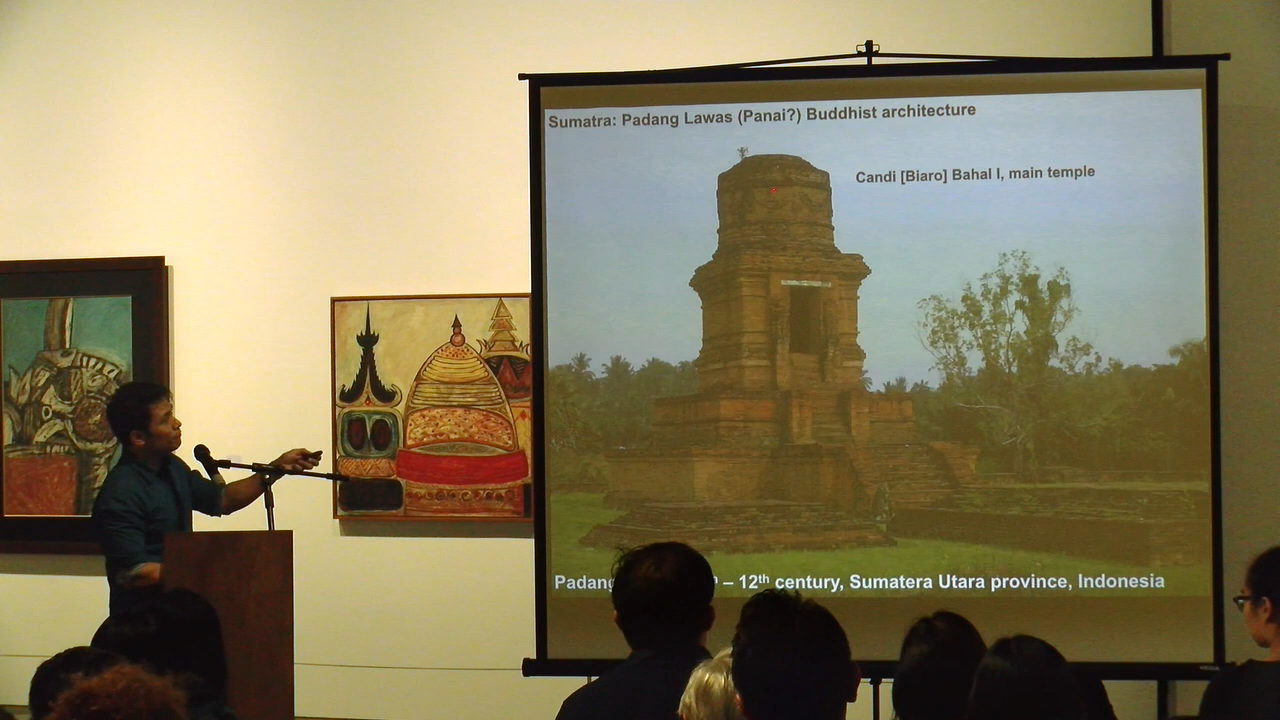 Sumatra: Padang Lawas (Panai?) Buddhist architecture
Candi [Biaro] Bahal I, main temple
Padang – 12th century, Sumatera Utara province, Indonesia